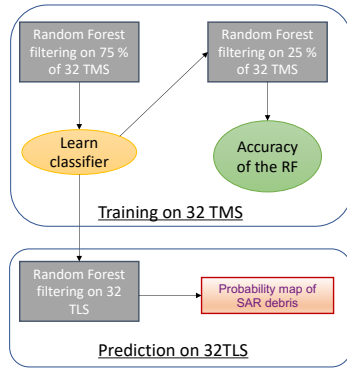 Random Forest
filtering on 75 %
of 32 TMS
Random Forest
filtering on 25 %
of 32 TMS
Learn
classifier
Accuracy
of the RF
Training on 32 TMS
Random Forest
filtering on 32
TLS
Probability map of
SAR debris
Prediction on 32TLS